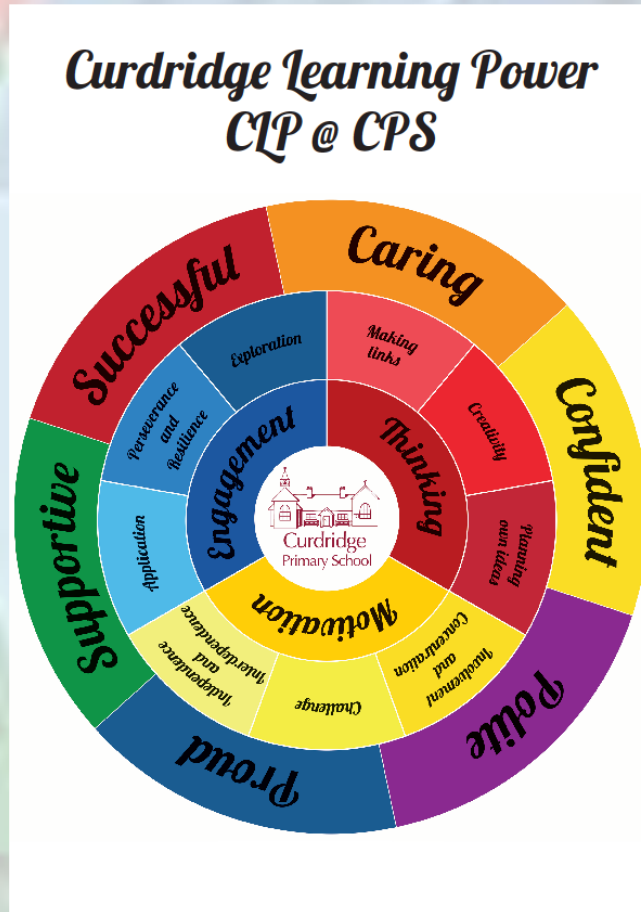 Curdridge Learning Power
CLP @ CPS
Successful
Caring
Confident
Polite
Proud
Supportive
Exploration
Making
links
Creativity
Planning
own ideas
Involvement
and
Concentration
Challenge
Independence
and
Interdependence
Application
Perseverance
and
Resilience
Engagement
Thinking
Motivation
Curdridge
Primary School